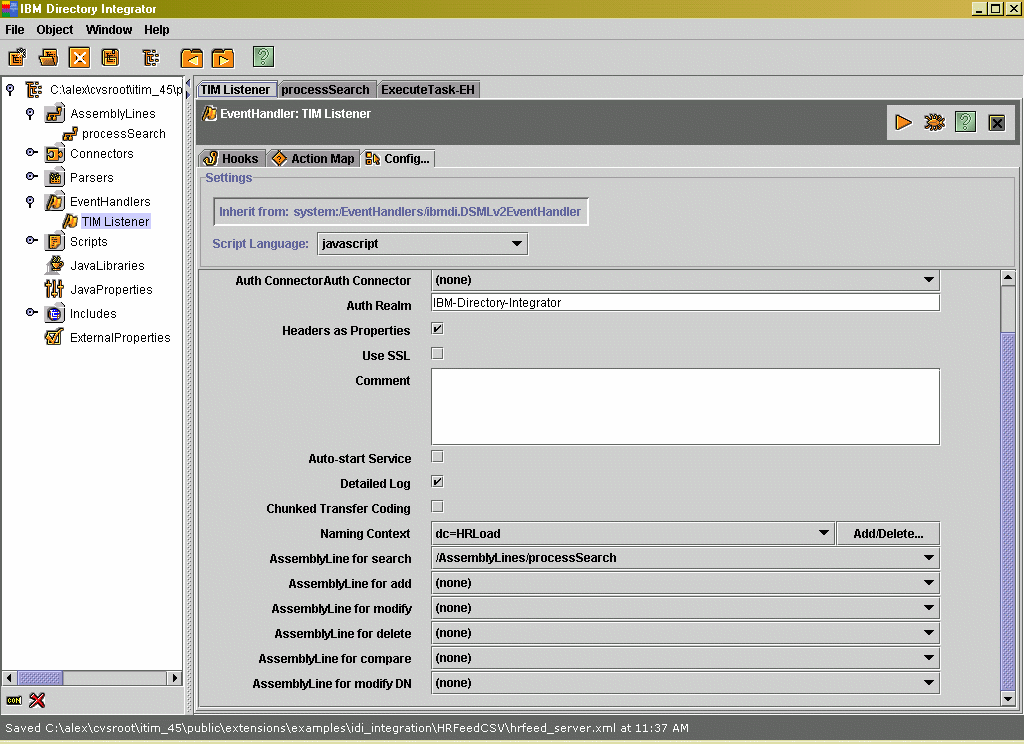 IBM Directory Integrator
File Object Window Help
C:\alex\cvsroot\itim_45\p
AssemblyLines
processSearch
Connectors
Parsers
EventHandlers
TIM Listener
Scripts
JavaLibraries
JavaProperties
Includes
ExternalProperties
TIM Listener processSearch ExecuteTask-EH
EventHandler: TIM Listener
Hooks Action Map Config...
Settings
Inherit from: system:/EventHandlers/ibmdi.DSMLv2EventHandler
Script Language: javascript
Auth ConnectorAuth Connector (none)
Auth Realm IBM-Directory-Integrator
Headers as Properties
Use SSL
Comment
Auto-start Service
Detailed Log
Chunked Transfer Coding
Naming Context dc=HRLoad Add/Delete...
AssemblyLine for search /AssemblyLines/processSearch
AssemblyLine for add (none)
AssemblyLine for modify (none)
AssemblyLine for delete (none)
AssemblyLine for compare (none)
AssemblyLine for modify DN (none)
CON
Saved C:\alex\cvsroot\itim_45\public\extensions\examples\idi_integration\HRFeedCSV\hrfeed_server.xml at 11:37 AM